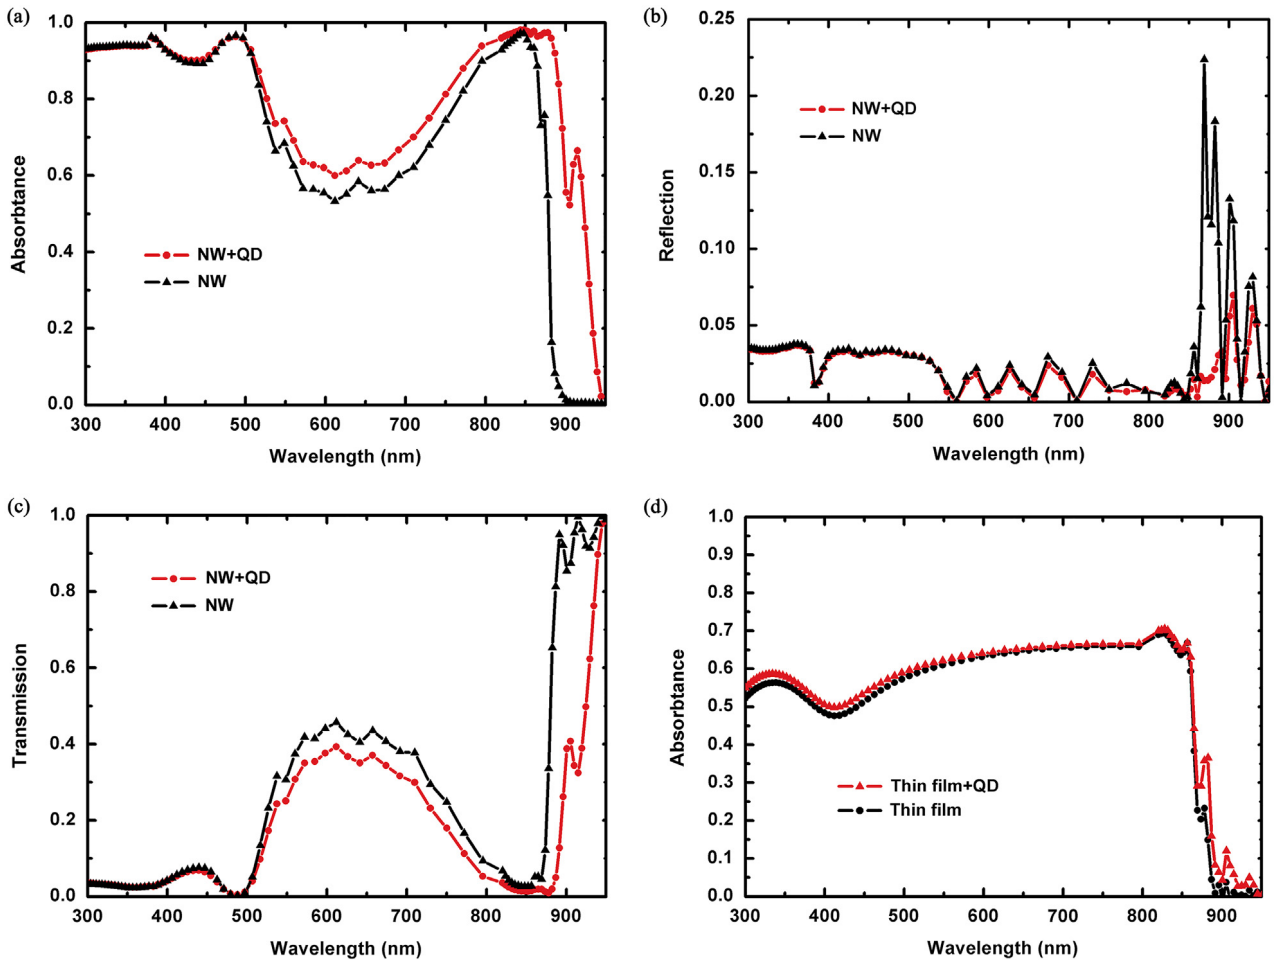 (a)
1.0
0.8
0.6
0.4
0.2
0.0
Absorbtance
NW+QD
NW
300 400 500 600 700 800 900
Wavelength (nm)
(b)
0.25
0.20
0.15
0.10
0.05
0.00
Reflection
NW+QD
NW
300 400 500 600 700 800 900
Wavelength (nm)
(c)
1.0
0.8
0.6
0.4
0.2
0.0
Transmission
NW+QD
NW
300 400 500 600 700 800 900
Wavelength (nm)
(d)
1.0
0.9
0.8
0.7
0.6
0.5
0.4
0.3
0.2
0.1
0.0
Absorbtance
Thin film+QD
Thin film
300 400 500 600 700 800 900
Wavelength (nm)